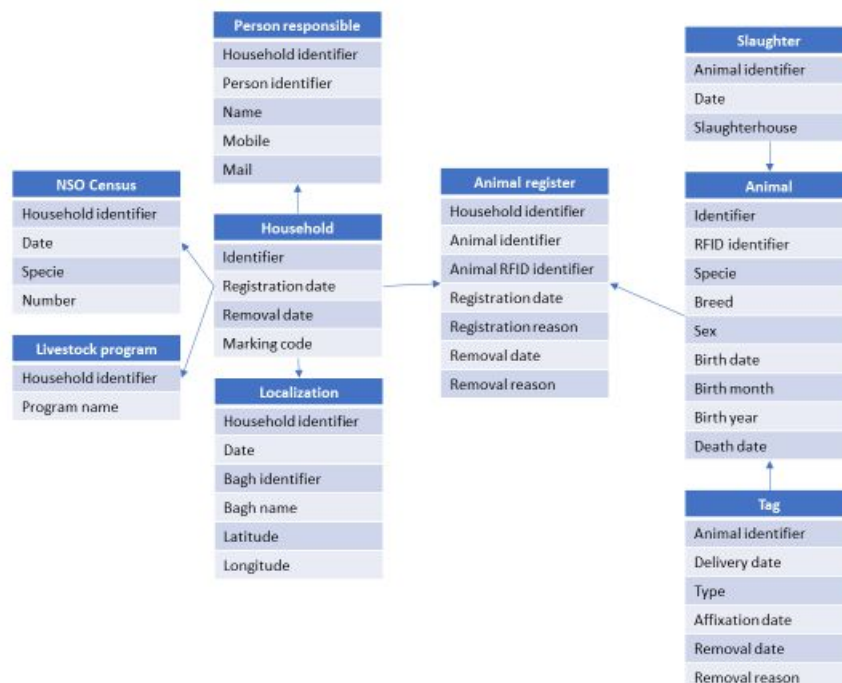 Person responsible
Household identifier
Person identifier
Name
Mobile
Mail
NSO Census
Household identifier
Date
Specie
Number
Livestock program
Household identifier
Program name
Household
Identifier
Registration date
Removal date
Marking code
Localization
Household identifier
Date
Bagh identifier
Bagh name
Latitude
Longitude
Animal register
Household identifier
Animal identifier
Animal RFID identifier
Registration date
Registration reason
Removal date
Removal reason
Slaughter
Animal identifier
Date
Slaughterhouse
Animal
Identifier
RFID identifier
Specie
Breed
Sex
Birth date
Birth month
Birth year
Death date
Tag
Animal identifier
Delivery date
Type
Affixation date
Removal date
Removal reason